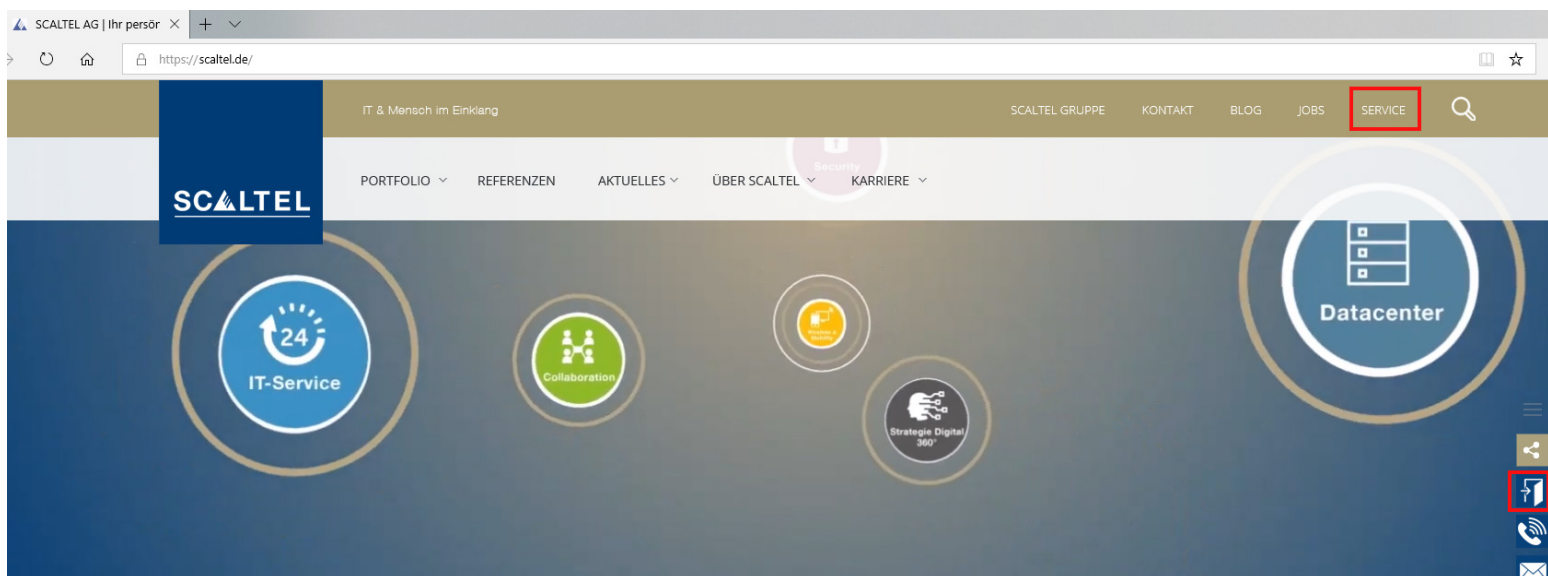 SCALTEL AG | Ihr persör
https://scaltel.de/
IT & Mensch im Einklang
SCALTEL GRUPPE KONTAKT BLOG JOBS SERVICE
SCALTEL
PORTFOLIO REFERENZEN AKTUELLES ÜBER SCALTEL KARRIERE
Security
Datacenter
24
IT-Service
Collaboration
Strategie Digital
360°